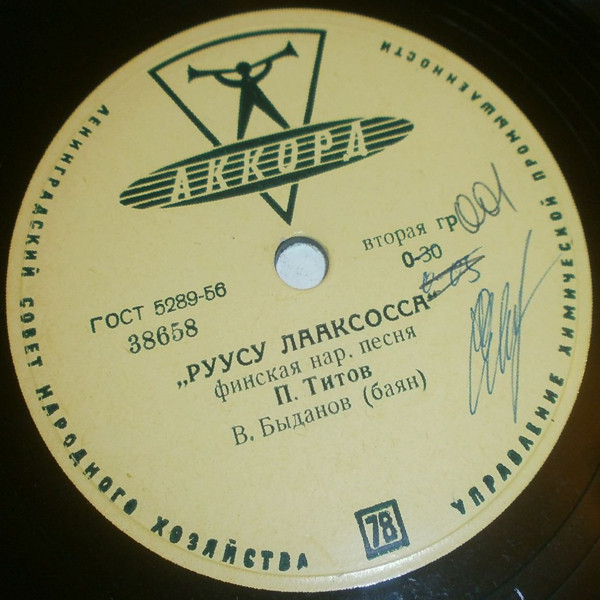 АККОРД
ЛЕНИНГРАДСКИЙ СОВЕТ НАРОДНОГО ХОЗЯЙСТВА
УПРАВЛЕНИЕ ХИМИЧЕСКОЙ ПРОМЫШЛЕННОСТИ
вторая гр 001
0-30
ГОСТ 5289-56
38658
„РУУСУ ЛААКСОССА"
финская нар. песня
П. Титов
В. Быданов (баян)
78